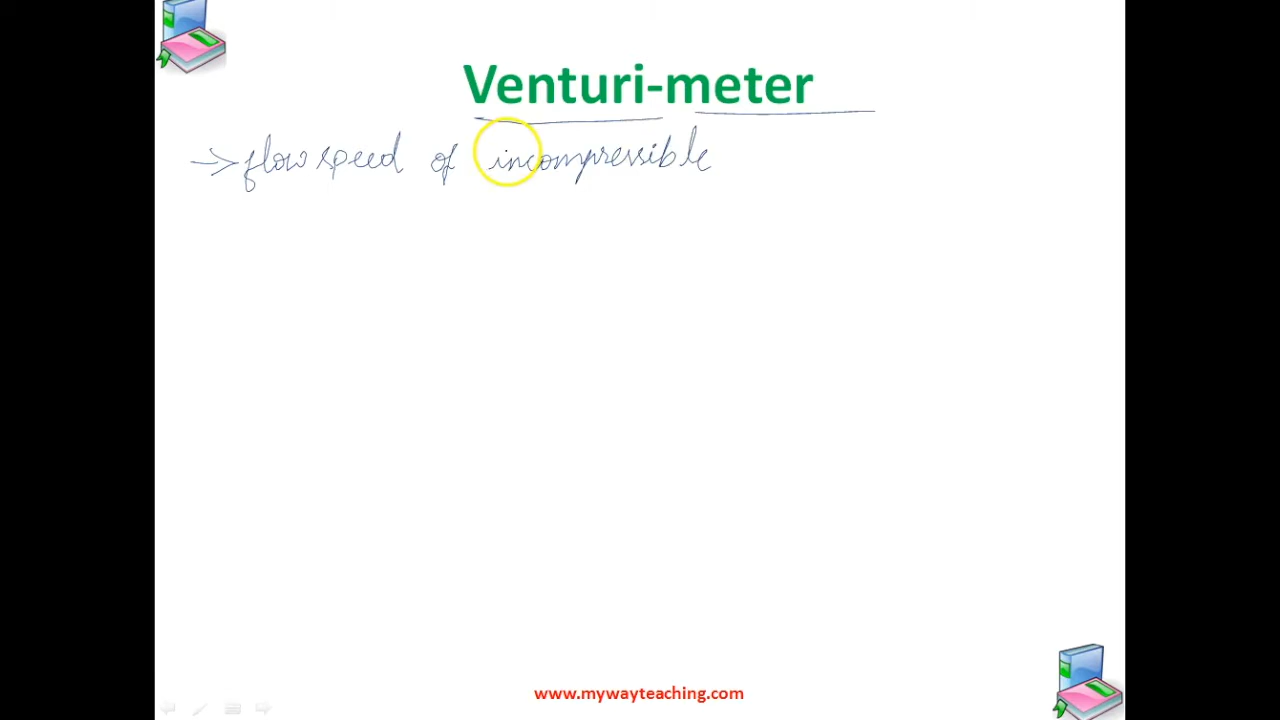 Venturi-meter
→ flow speed of incompressible
www.mywayteaching.com